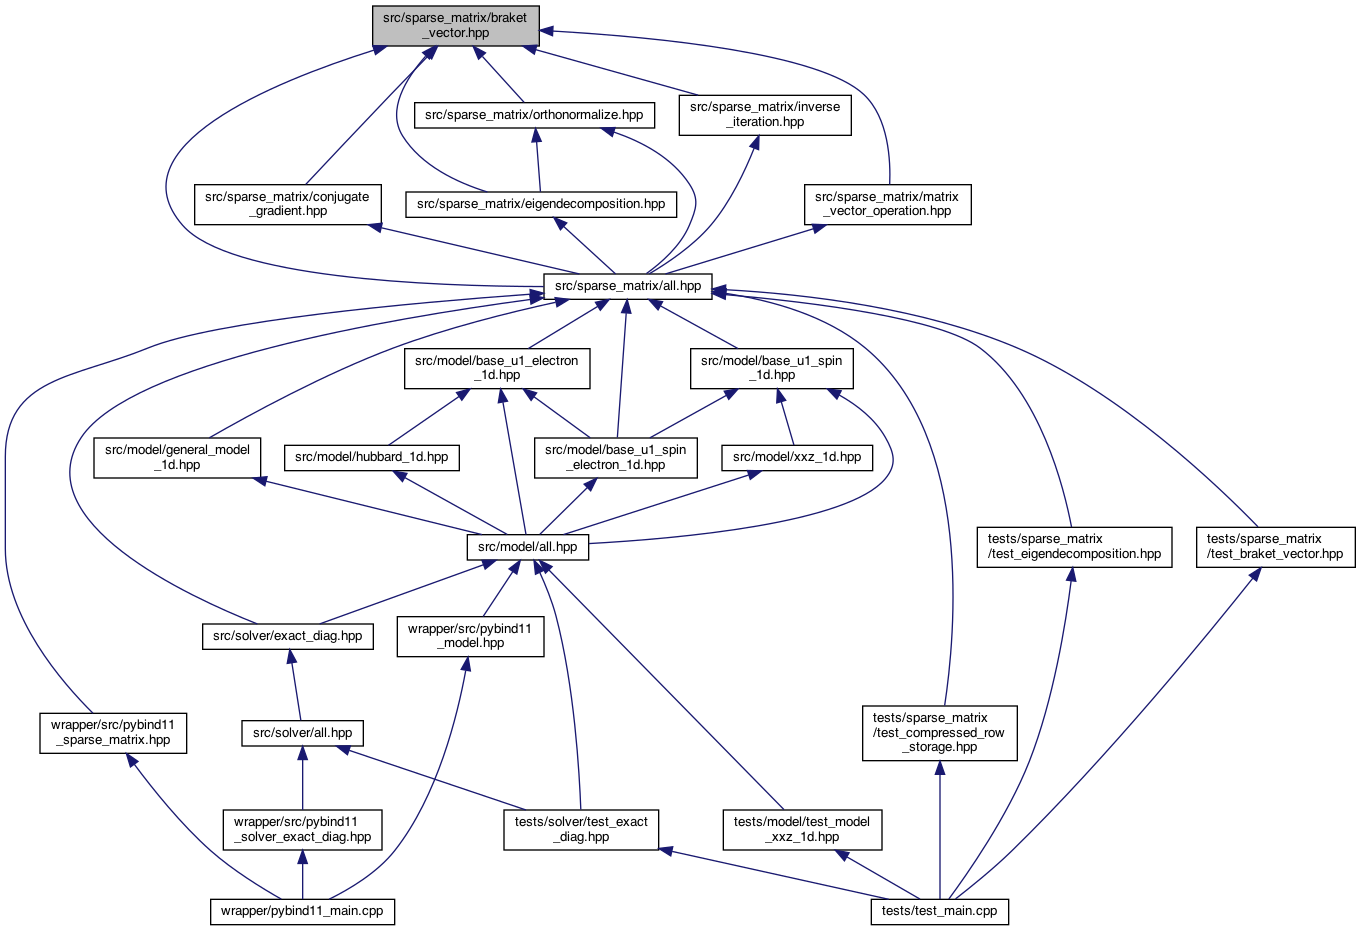 src/sparse_matrix/braket
_vector.hpp
src/sparse_matrix/orthonormalize.hpp
src/sparse_matrix/inverse
_iteration.hpp
src/sparse_matrix/conjugate
_gradient.hpp
src/sparse_matrix/eigendecomposition.hpp
src/sparse_matrix/matrix
_vector_operation.hpp
src/sparse_matrix/all.hpp
src/model/base_u1_electron
_1d.hpp
src/model/base_u1_spin
_1d.hpp
src/model/general_model
_1d.hpp
src/model/hubbard_1d.hpp
src/model/base_u1_spin
_electron_1d.hpp
src/model/xxz_1d.hpp
src/model/all.hpp
tests/sparse_matrix
/test_eigendecomposition.hpp
tests/sparse_matrix
/test_braket_vector.hpp
src/solver/exact_diag.hpp
wrapper/src/pybind11
_model.hpp
wrapper/src/pybind11
_sparse_matrix.hpp
src/solver/all.hpp
tests/sparse_matrix
/test_compressed_row
_storage.hpp
wrapper/src/pybind11
_solver_exact_diag.hpp
tests/solver/test_exact
_diag.hpp
tests/model/test_model
_xxz_1d.hpp
wrapper/pybind11_main.cpp
tests/test_main.cpp